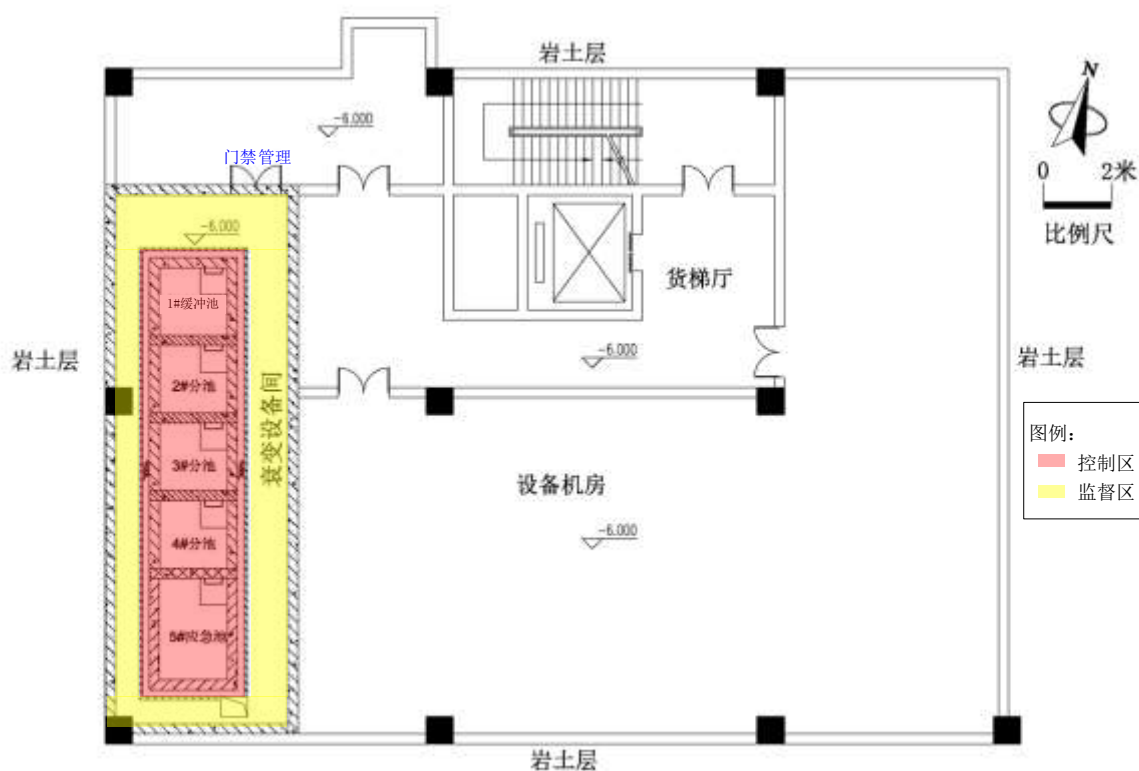 岩土层
N
-6.000
门禁管理
0 2米
比例尺
-6.000
1#缓冲池
货梯厅
岩土层
-6.000
岩土层
2#分池
衰变设备间
图例：
控制区
监督区
3#分池
设备机房
-6.000
4#分池
5#应急池
岩土层